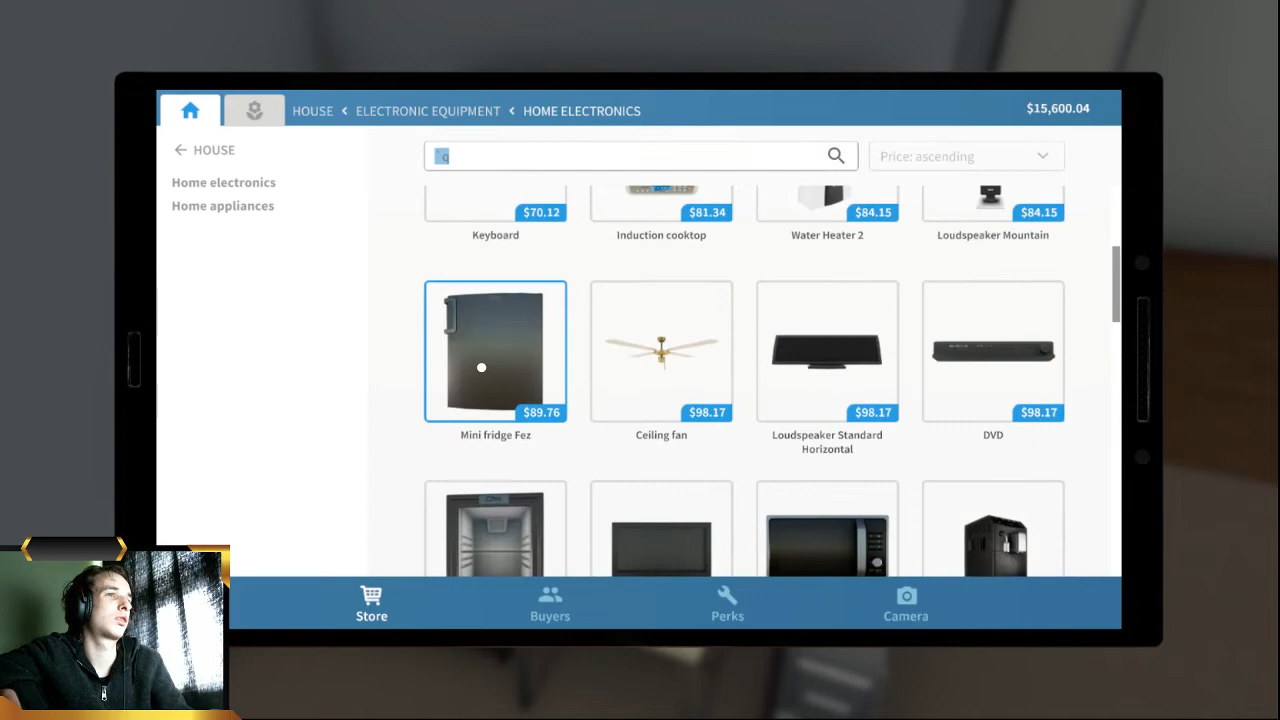 HOUSE < ELECTRONIC EQUIPMENT < HOME ELECTRONICS $15,600.04
HOUSE
Home electronics
Home appliances
q
Price: ascending
$70.12 $81.34 $84.15 $84.15
Keyboard Induction cooktop Water Heater 2 Loudspeaker Mountain
$89.76 $98.17 $98.17 $98.17
Mini fridge Fez Ceiling fan Loudspeaker Standard DVD
Horizontal
Store Buyers Perks Camera